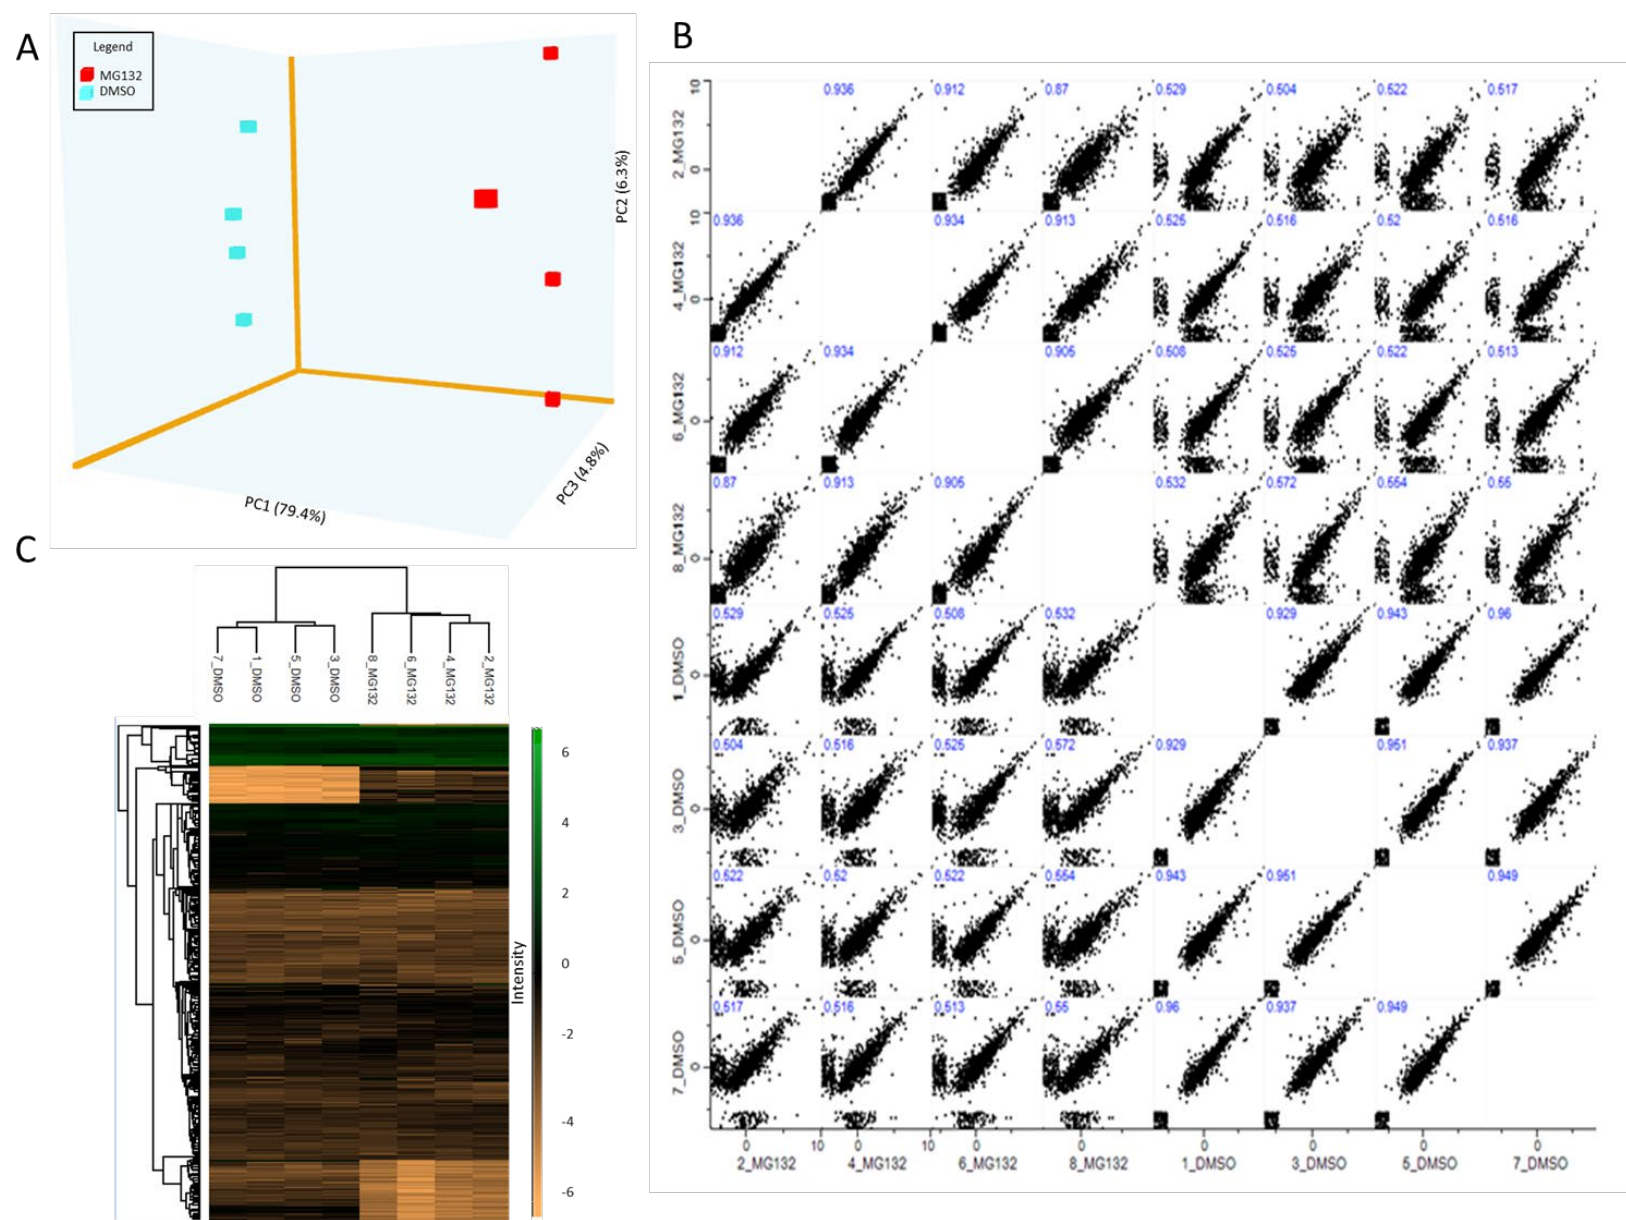 A
Legend
MG132
DMSO
PC2 (6.3%)
PC1 (79.4%)
PC3 (4.8%)
B
0.936 0.912 0.87 0.529 0.504 0.522 0.517
10
0
2_MG132
0.936 0.934 0.913 0.525 0.516 0.52 0.516
10
0
4_MG132
0.912 0.934 0.905 0.508 0.525 0.522 0.513
0
6_MG132
0.87 0.913 0.905 0.532 0.572 0.554 0.55
0
8_MG132
0.529 0.525 0.508 0.532 0.929 0.943 0.96
0
1_DMSO
0.504 0.516 0.525 0.572 0.929 0.951 0.937
0
3_DMSO
0.522 0.52 0.522 0.554 0.943 0.951 0.949
0
5_DMSO
0.517 0.516 0.513 0.55 0.96 0.937 0.949
0
7_DMSO
0 10 0 10 0 0 0 0 0 0
2_MG132 4_MG132 6_MG132 8_MG132 1_DMSO 3_DMSO 5_DMSO 7_DMSO
C
7_DMSO
1_DMSO
5_DMSO
3_DMSO
8_MG132
6_MG132
4_MG132
2_MG132
6
4
2
0
-2
-4
-6
Intensity